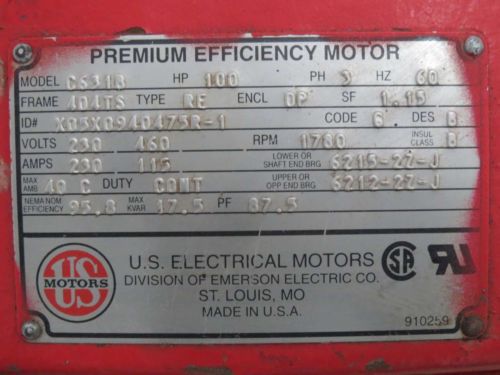 PREMIUM EFFICIENCY MOTOR
MODEL C631B HP 100 PH 3 HZ 60
FRAME 404TS TYPE RE ENCL DP SF 1.15
ID# X03X0940475R-1 CODE G DES B
VOLTS 230 460 RPM 1780 INSUL CLASS B
AMPS 230 115 LOWER OR SHAFT END BRG 6215-2Z-J
MAX AMB 40 C DUTY CONT UPPER OR OPP END BRG 6212-2Z-J
NEMA NOM EFFICIENCY 95.8 MAX KVAR 17.5 PF 87.5
US MOTORS
U.S. ELECTRICAL MOTORS
DIVISION OF EMERSON ELECTRIC CO.
ST. LOUIS, MO
MADE IN U.S.A.
910259